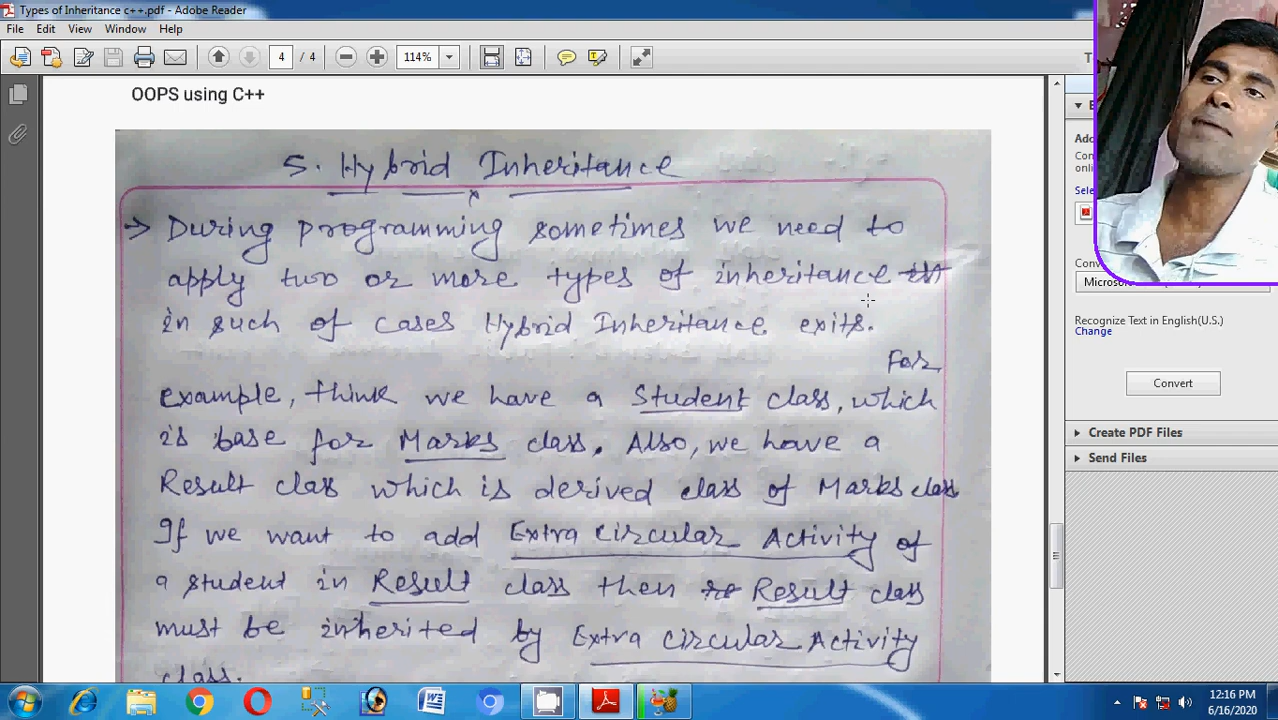 Types of Inheritance c++.pdf - Adobe Reader
File Edit View Window Help
4 / 4 114%
OOPS using C++
5. Hybrid Inheritance
→ During programming sometimes we need to
apply two or more types of inheritance
in such of cases Hybrid Inheritance exits.
For
example, think we have a Student class, which
is base for Marks class. Also, we have a
Result class which is derived class of Marks class
If we want to add Extra Circular Activity of
a student in Result class then Result class
must be inherited by Extra Circular Activity
class.
Sele
Conv
Recognize Text in English(U.S.)
Change
Convert
Create PDF Files
Send Files
12:16 PM
6/16/2020